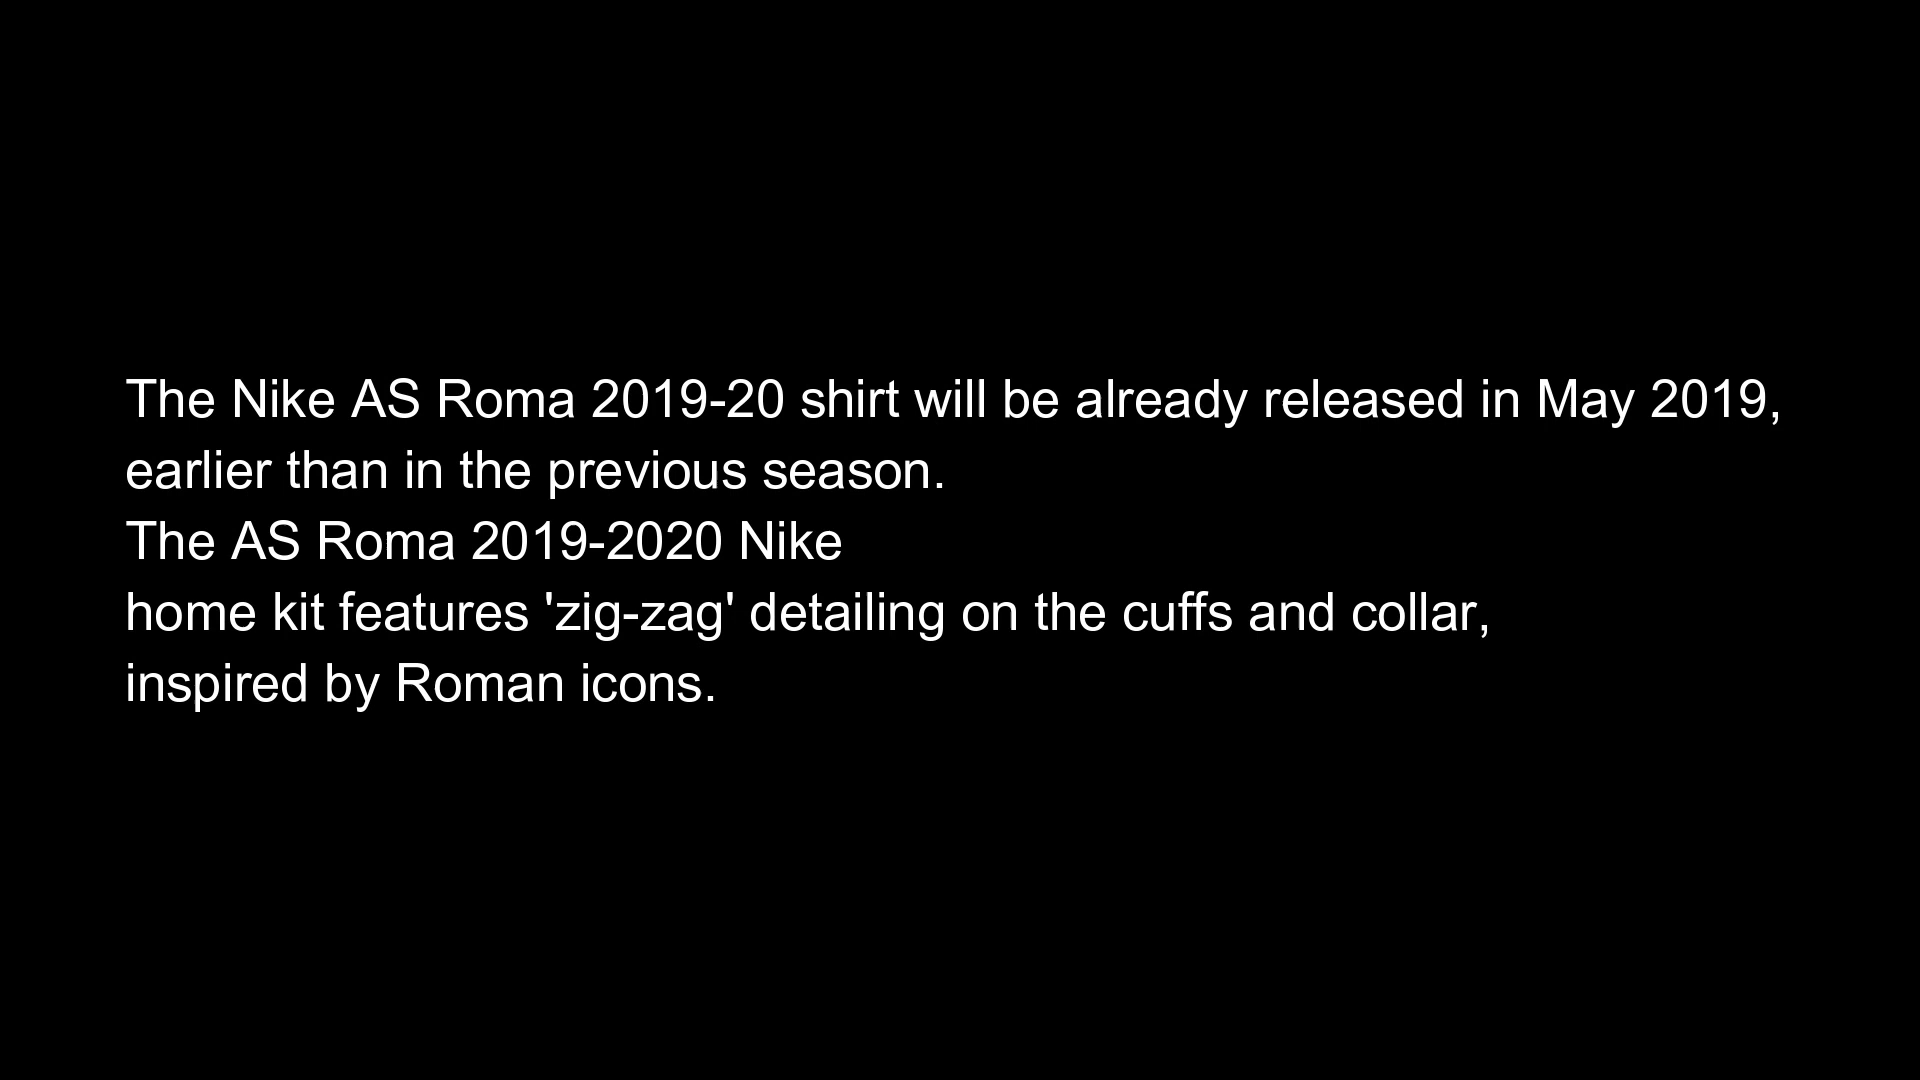 The Nike AS Roma 2019-20 shirt will be already released in May 2019,
earlier than in the previous season.
The AS Roma 2019-2020 Nike
home kit features 'zig-zag' detailing on the cuffs and collar,
inspired by Roman icons.